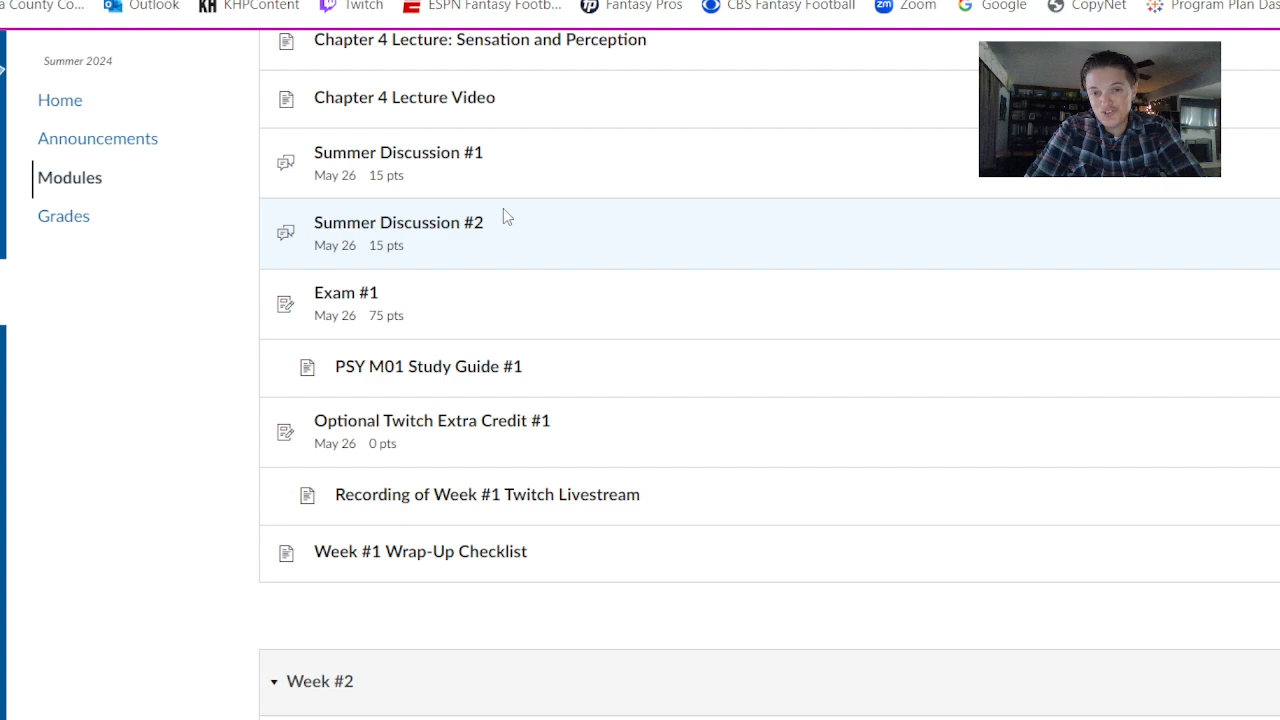 a County Co... Outlook KHPContent Twitch ESPN Fantasy Footb... Fantasy Pros CBS Fantasy Football Zoom Google CopyNet Program Plan Das
Summer 2024
Home
Announcements
Modules
Grades
Chapter 4 Lecture: Sensation and Perception
Chapter 4 Lecture Video
Summer Discussion #1
May 26 15 pts
Summer Discussion #2
May 26 15 pts
Exam #1
May 26 75 pts
PSY M01 Study Guide #1
Optional Twitch Extra Credit #1
May 26 0 pts
Recording of Week #1 Twitch Livestream
Week #1 Wrap-Up Checklist
Week #2